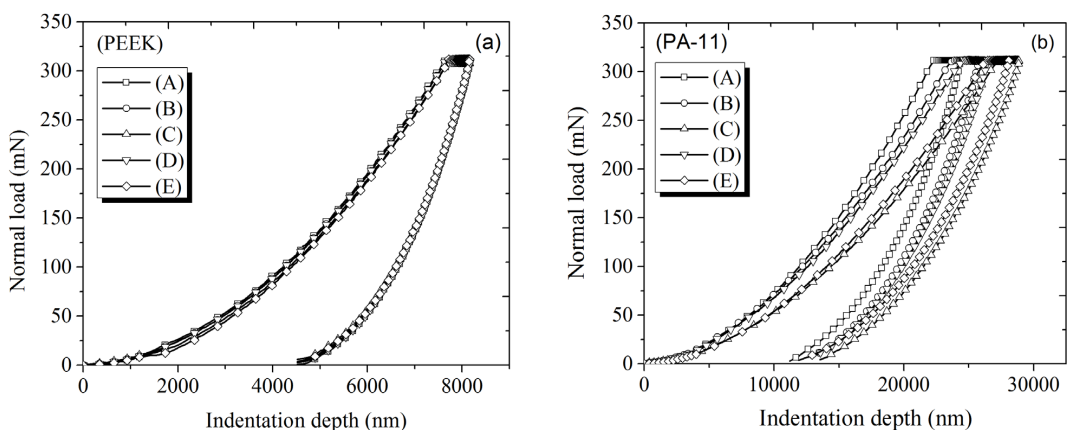 (PEEK)
(a)
(A)
(B)
(C)
(D)
(E)
350
300
250
200
150
100
50
0
Normal load (mN)
0
2000
4000
6000
8000
Indentation depth (nm)
(PA-11)
(b)
(A)
(B)
(C)
(D)
(E)
350
300
250
200
150
100
50
0
Normal load (mN)
0
10000
20000
30000
Indentation depth (nm)